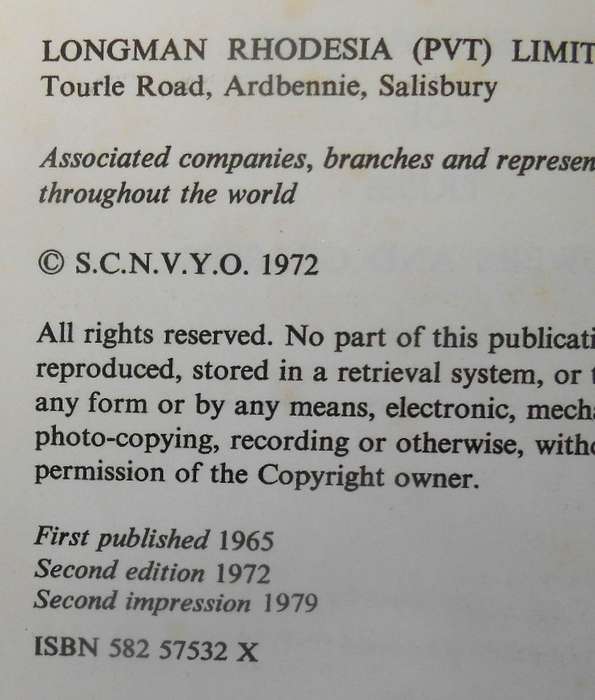 LONGMAN RHODESIA (PVT) LIMIT
Tourle Road, Ardbennie, Salisbury
Associated companies, branches and represen
throughout the world
© S.C.N.V.Y.O. 1972
All rights reserved. No part of this publicati
reproduced, stored in a retrieval system, or t
any form or by any means, electronic, mecha
photo-copying, recording or otherwise, witho
permission of the Copyright owner.
First published 1965
Second edition 1972
Second impression 1979
ISBN 582 57532 X